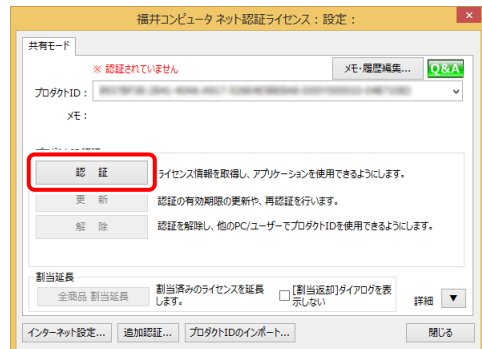 福井コンピュータ ネット認証ライセンス：設定：
共有モード
※ 認証されていません
メモ・履歴編集...
Q&A
プロダクトID：
メモ：
認 証
ライセンス情報を取得し、アプリケーションを使用できるようにします。
更 新
認証の有効期限の更新や、再認証を行います。
解 除
認証を解除し、他のPC/ユーザーでプロダクトIDを使用できるようにします。
割当延長
全商品 割当延長
割当済みのライセンスを延長
します。
[割当返却]ダイアログを表
示しない
詳細
インターネット設定...
追加認証...
プロダクトIDのインポート...
閉じる